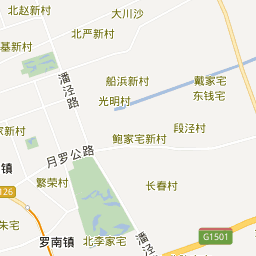 北赵新村
大川沙
北严新村
基新村
潘泾路
船浜新村
戴家宅
东钱宅
光明村
段泾村
家新村
鲍家宅新村
月罗公路
镇
繁荣村
长春村
126
朱宅
罗南镇
北李家宅
潘泾
G1501